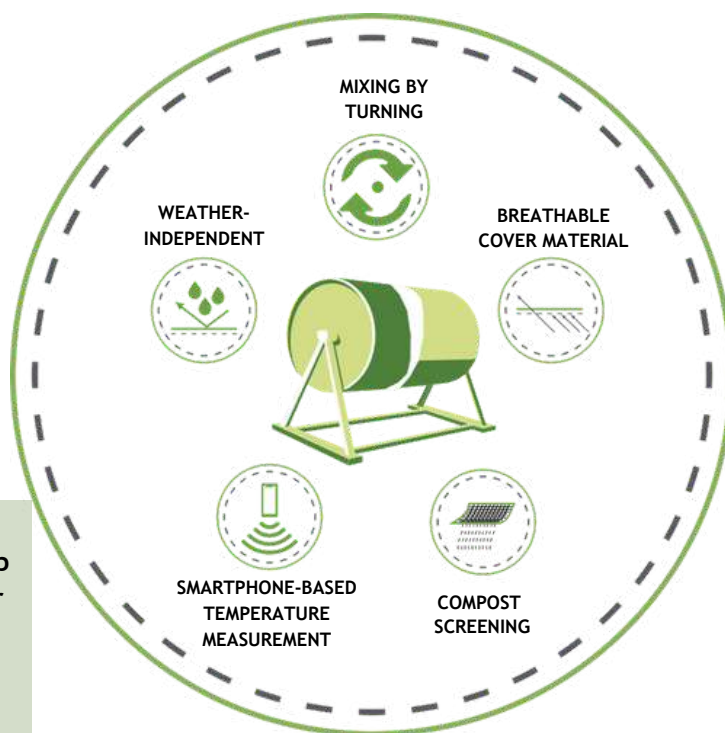 MIXING BY
TURNING
WEATHER-
INDEPENDENT
BREATHABLE
COVER MATERIAL
SMARTPHONE-BASED
TEMPERATURE
MEASUREMENT
COMPOST
SCREENING